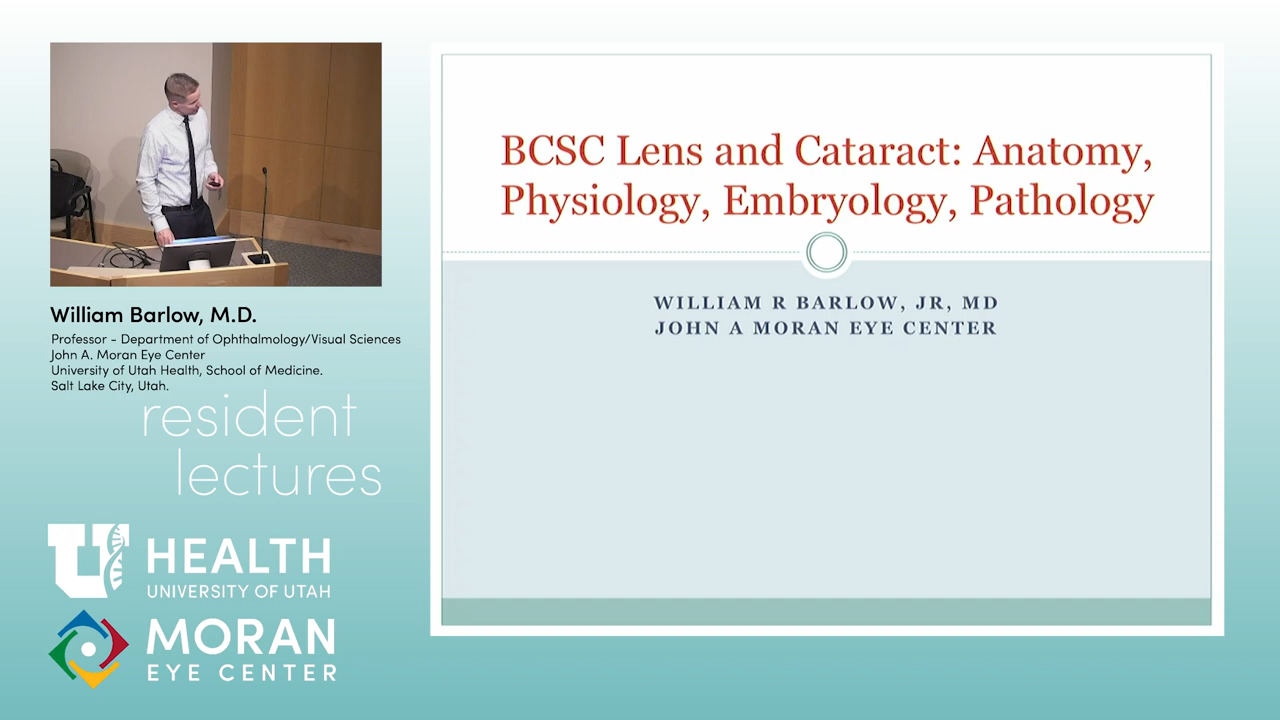 William Barlow, M.D.
Professor - Department of Ophthalmology/Visual Sciences
John A. Moran Eye Center
University of Utah Health, School of Medicine.
Salt Lake City, Utah.
resident
lectures
U HEALTH
UNIVERSITY OF UTAH
MORAN
EYE CENTER
BCSC Lens and Cataract: Anatomy,
Physiology, Embryology, Pathology
WILLIAM R BARLOW, JR, MD
JOHN A MORAN EYE CENTER